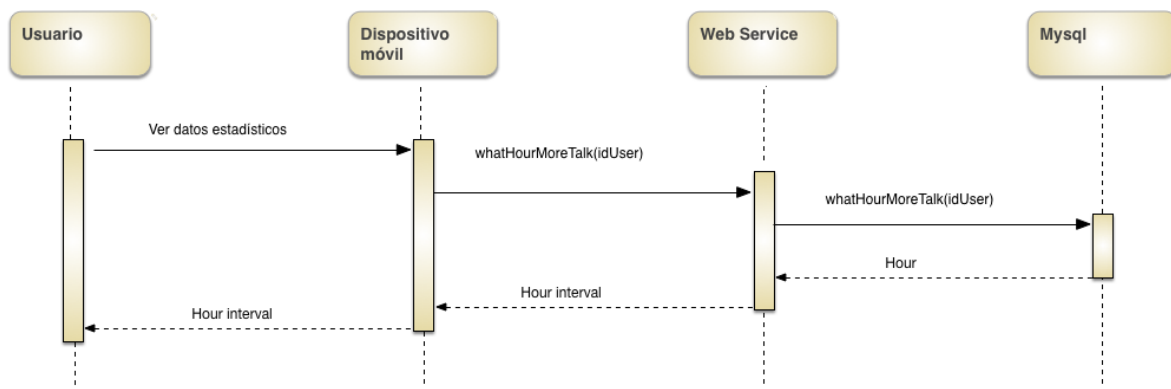 Usuario
Dispositivo
móvil
Web Service
Mysql
Ver datos estadísticos
whatHourMoreTalk(idUser)
whatHourMoreTalk(idUser)
Hour
Hour interval
Hour interval